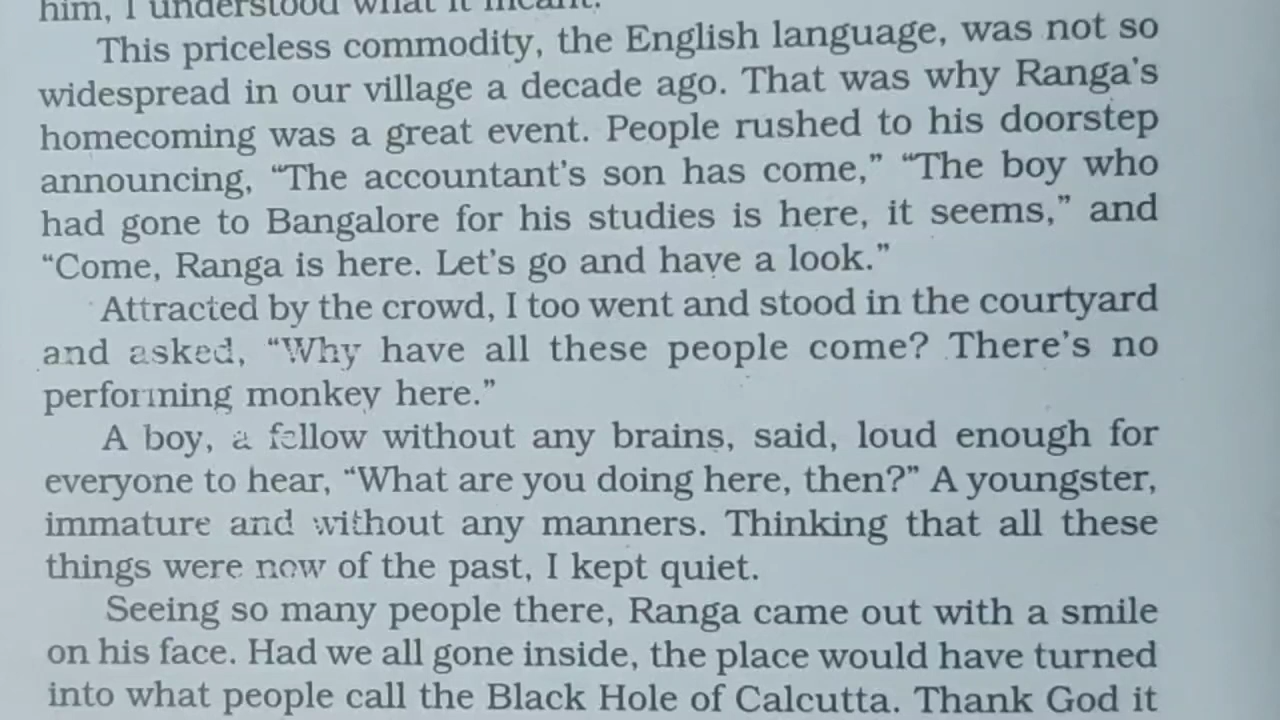 him, I understood what it meant.
This priceless commodity, the English language, was not so
widespread in our village a decade ago. That was why Ranga's
homecoming was a great event. People rushed to his doorstep
announcing, “The accountant's son has come,” “The boy who
had gone to Bangalore for his studies is here, it seems,” and
“Come, Ranga is here. Let's go and have a look.”
Attracted by the crowd, I too went and stood in the courtyard
and asked, “Why have all these people come? There's no
performing monkey here.”
A boy, a fellow without any brains, said, loud enough for
everyone to hear, “What are you doing here, then?” A youngster,
immature and without any manners. Thinking that all these
things were now of the past, I kept quiet.
Seeing so many people there, Ranga came out with a smile
on his face. Had we all gone inside, the place would have turned
into what people call the Black Hole of Calcutta. Thank God it